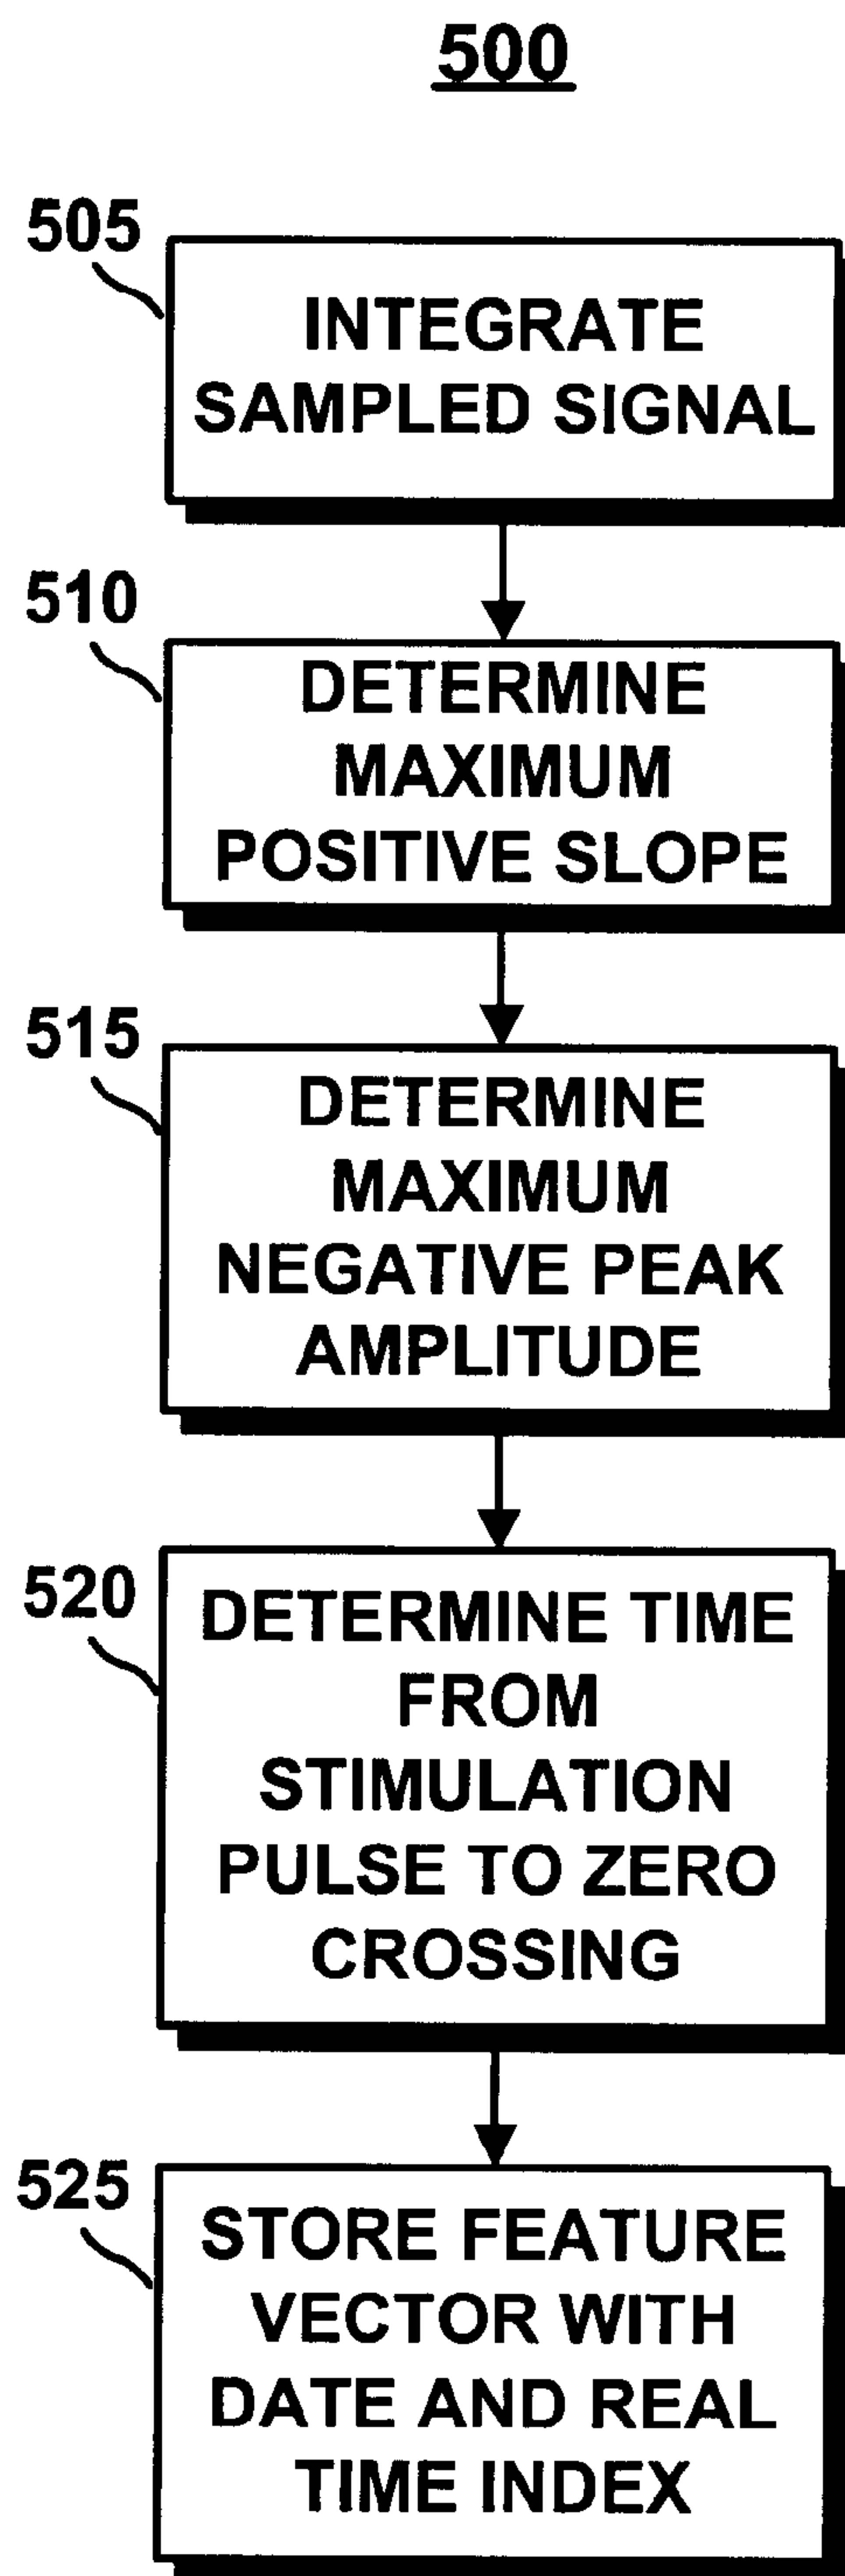 500
505
INTEGRATE
SAMPLED SIGNAL
510
DETERMINE
MAXIMUM
POSITIVE SLOPE
515
DETERMINE
MAXIMUM
NEGATIVE PEAK
AMPLITUDE
520
DETERMINE TIME
FROM
STIMULATION
PULSE TO ZERO
CROSSING
525
STORE FEATURE
VECTOR WITH
DATE AND REAL
TIME INDEX